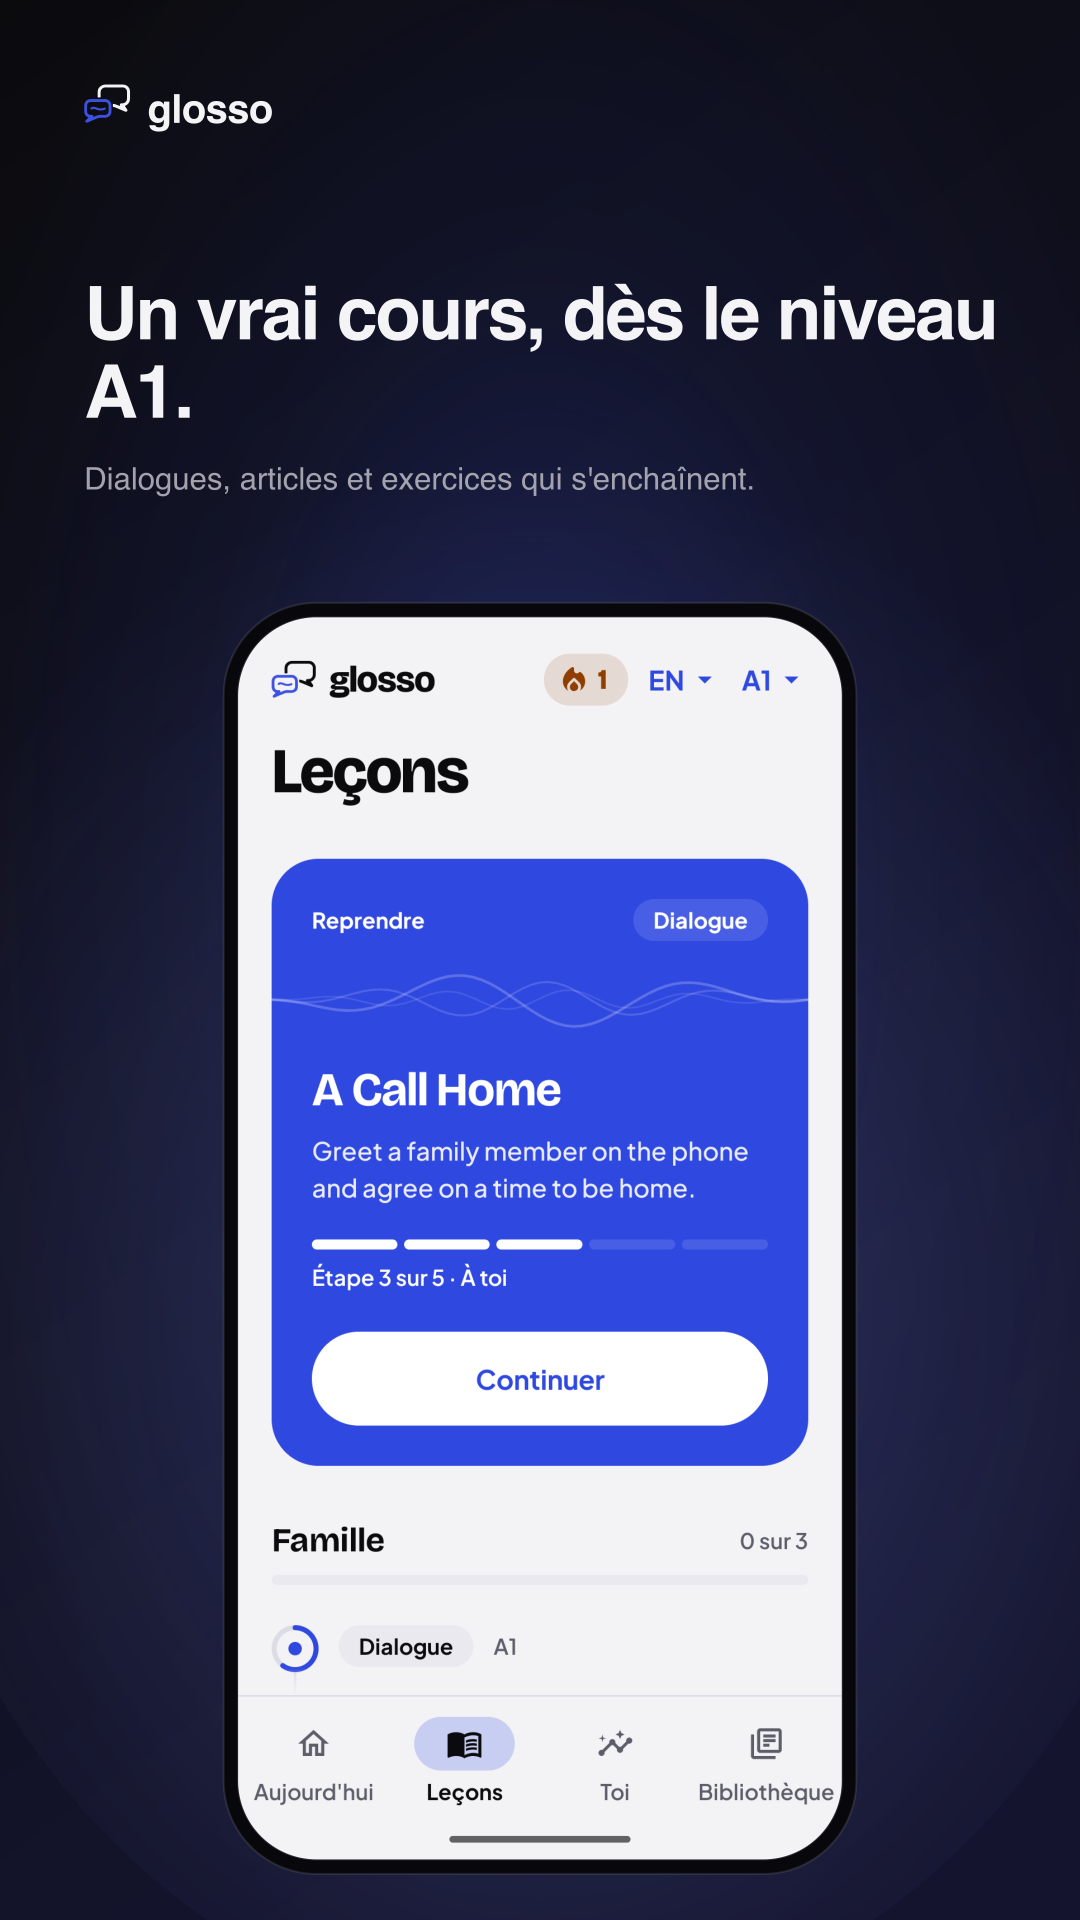 glosso
Un vrai cours, dès le niveau
A1.
Dialogues, articles et exercices qui s'enchaînent.
glosso
1
EN
A1
Leçons
Reprendre
Dialogue
A Call Home
Greet a family member on the phone
and agree on a time to be home.
Étape 3 sur 5 · À toi
Continuer
Famille
0 sur 3
Dialogue
A1
Aujourd'hui
Leçons
Toi
Bibliothèque